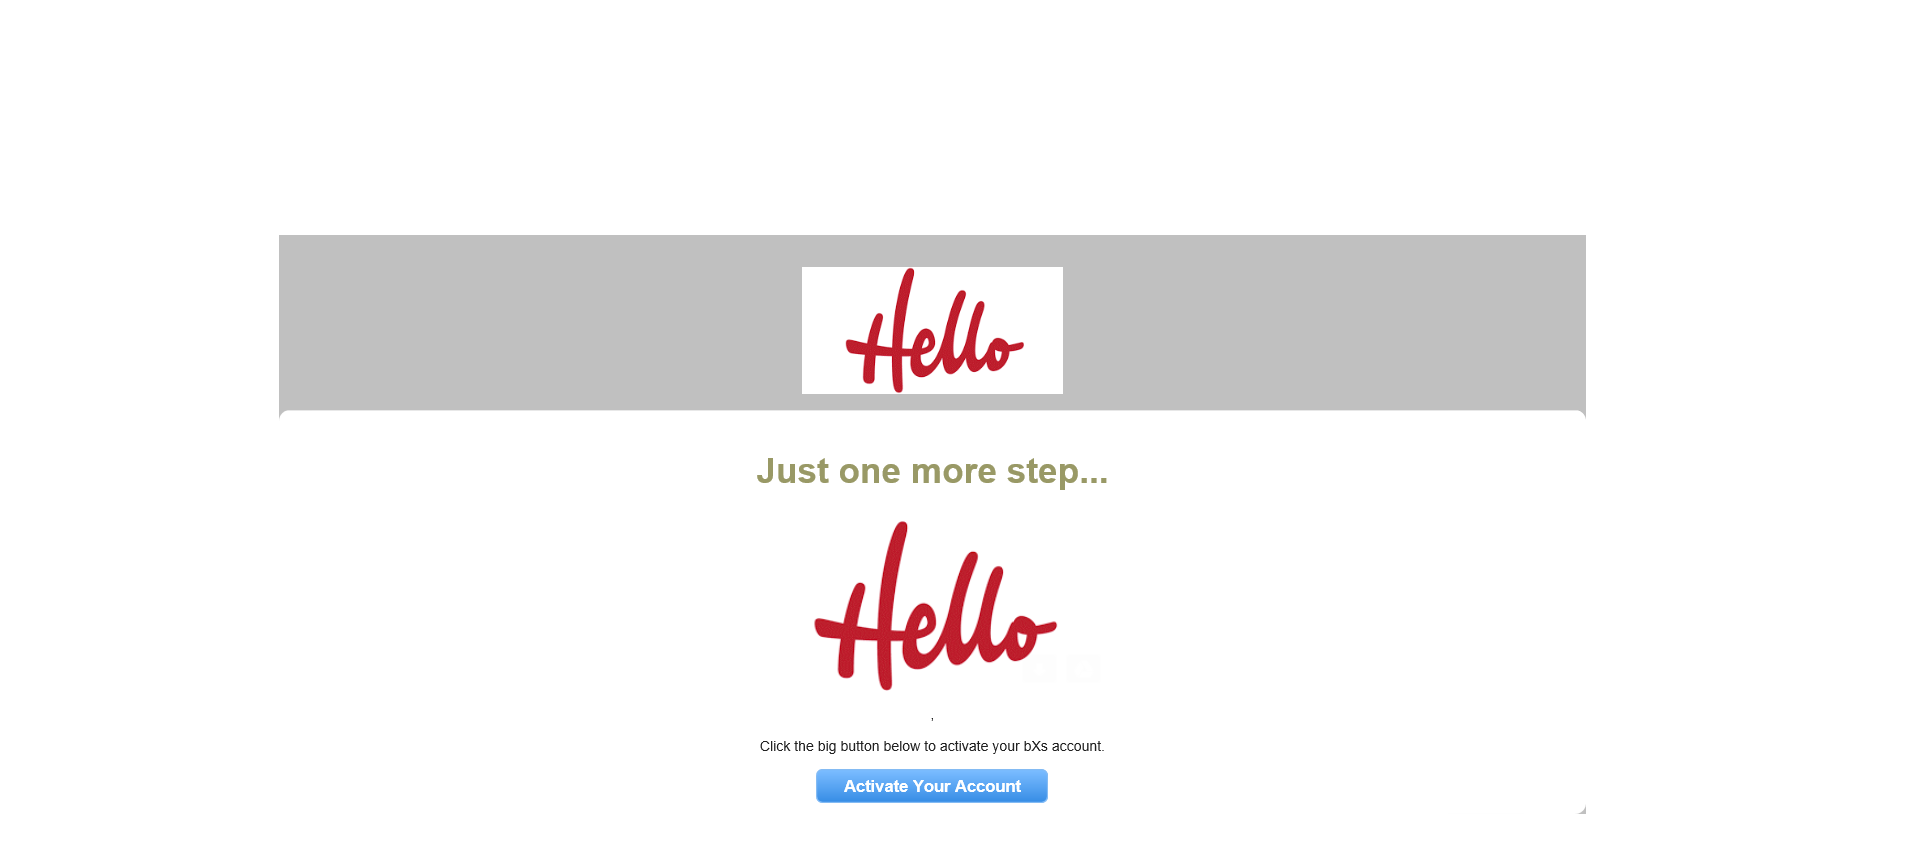 Hello
Just one more step...
Hello
,
Click the big button below to activate your bXs account.
Activate Your Account